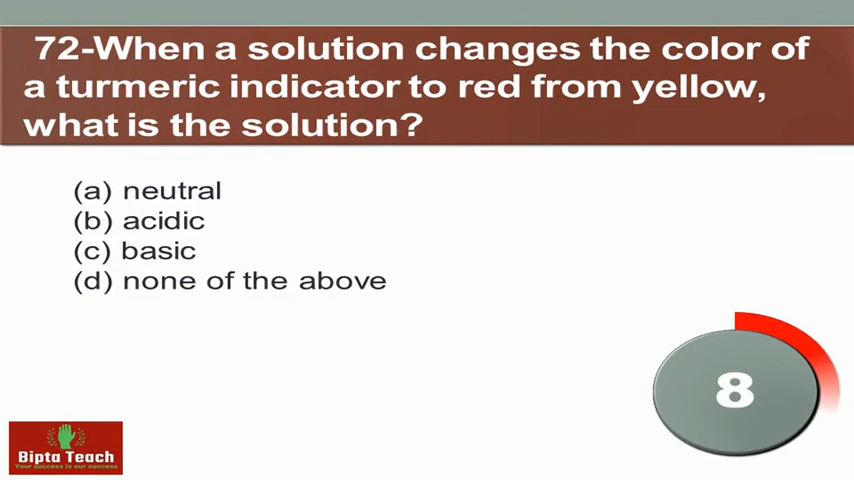 72-When a solution changes the color of
a turmeric indicator to red from yellow,
what is the solution?
(a) neutral
(b) acidic
(c) basic
(d) none of the above
8
Bipta Teach
Your success is our success